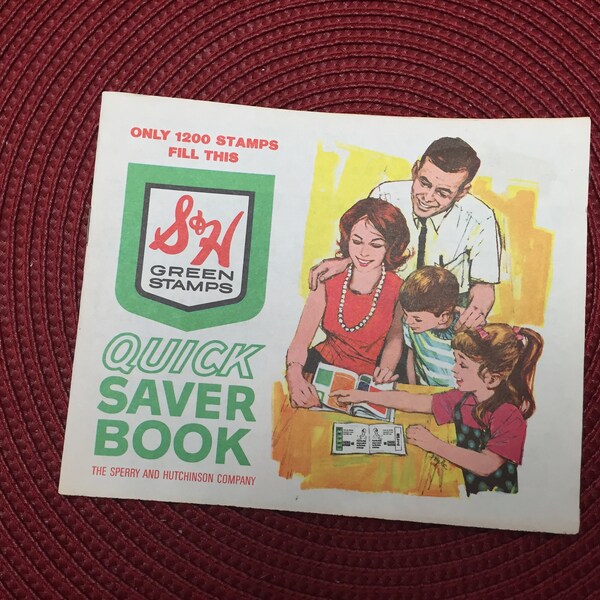 ONLY 1200 STAMPS
FILL THIS
S&H
GREEN
STAMPS
QUICK
SAVER
BOOK
THE SPERRY AND HUTCHINSON COMPANY